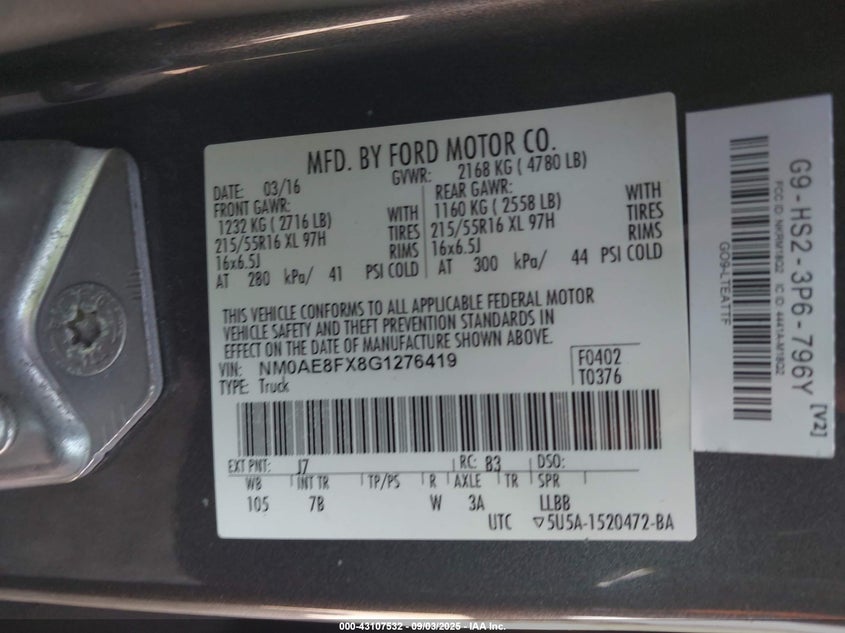 MFD. BY FORD MOTOR CO.
DATE: 03/16
GVWR: 2168 KG ( 4780 LB)
FRONT GAWR:
1232 KG ( 2716 LB)
215/55R16 XL 97H
16x6.5J
AT 280 kPa/ 41 PSI COLD
WITH
TIRES
RIMS
REAR GAWR:
1160 KG ( 2558 LB)
215/55R16 XL 97H
16x6.5J
AT 300 kPa/ 44 PSI COLD
WITH
TIRES
RIMS
THIS VEHICLE CONFORMS TO ALL APPLICABLE FEDERAL MOTOR
VEHICLE SAFETY AND THEFT PREVENTION STANDARDS IN
EFFECT ON THE DATE OF MANUFACTURE SHOWN ABOVE.
VIN: NM0AE8FX8G1276419
TYPE: Truck
F0402
T0376
EXT PNT: J7 RC: 83 DSO:
WB INT TR TP/PS R AXLE TR SPR
105 7B W 3A LLBB
UTC ▽5U5A-1520472-BA
G9-HS2-3P6-796Y [V2]
GO9-LTEATTF
000-43107532 - 09/03/2025 - IAA Inc.